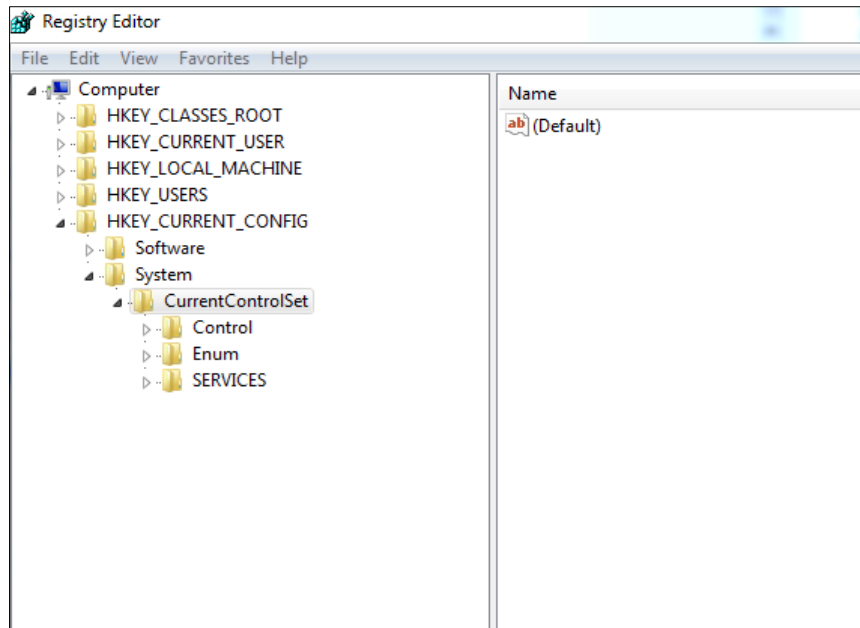 Registry Editor
File Edit View Favorites Help
Computer
HKEY_CLASSES_ROOT
HKEY_CURRENT_USER
HKEY_LOCAL_MACHINE
HKEY_USERS
HKEY_CURRENT_CONFIG
Software
System
CurrentControlSet
Control
Enum
SERVICES
Name
ab (Default)